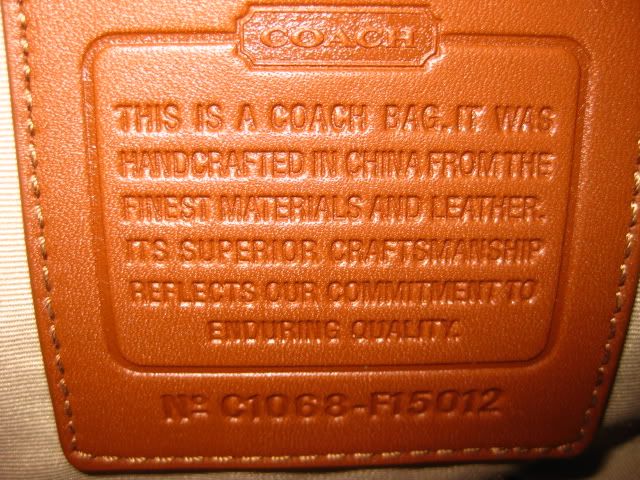 COACH
THIS IS A COACH BAG. IT WAS
HANDCRAFTED IN CHINA FROM THE
FINEST MATERIALS AND LEATHER.
ITS SUPERIOR CRAFTSMANSHIP
REFLECTS OUR COMMITMENT TO
ENDURING QUALITY.
Nº C1068-F15012